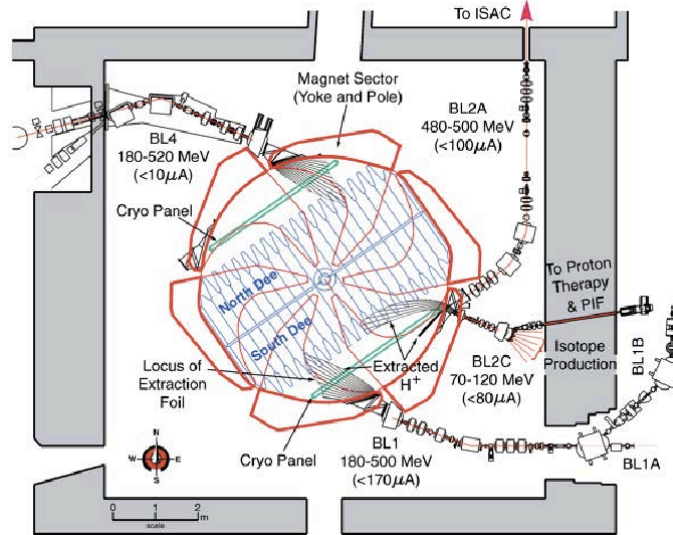 To ISAC
Magnet Sector
(Yoke and Pole)
BL2A
480-500 MeV
(<100μA)
BL4
180-520 MeV
(<10μA)
Cryo Panel
North Dee
South Dee
To Proton
Therapy
& PIF
Isotope
Production
BL1B
Locus of
Extraction
Foil
Extracted
H+
BL2C
70-120 MeV
(<80μA)
Cryo Panel
BL1
180-500 MeV
(<170μA)
BL1A
N
W
E
S
0 1 2
m
scale